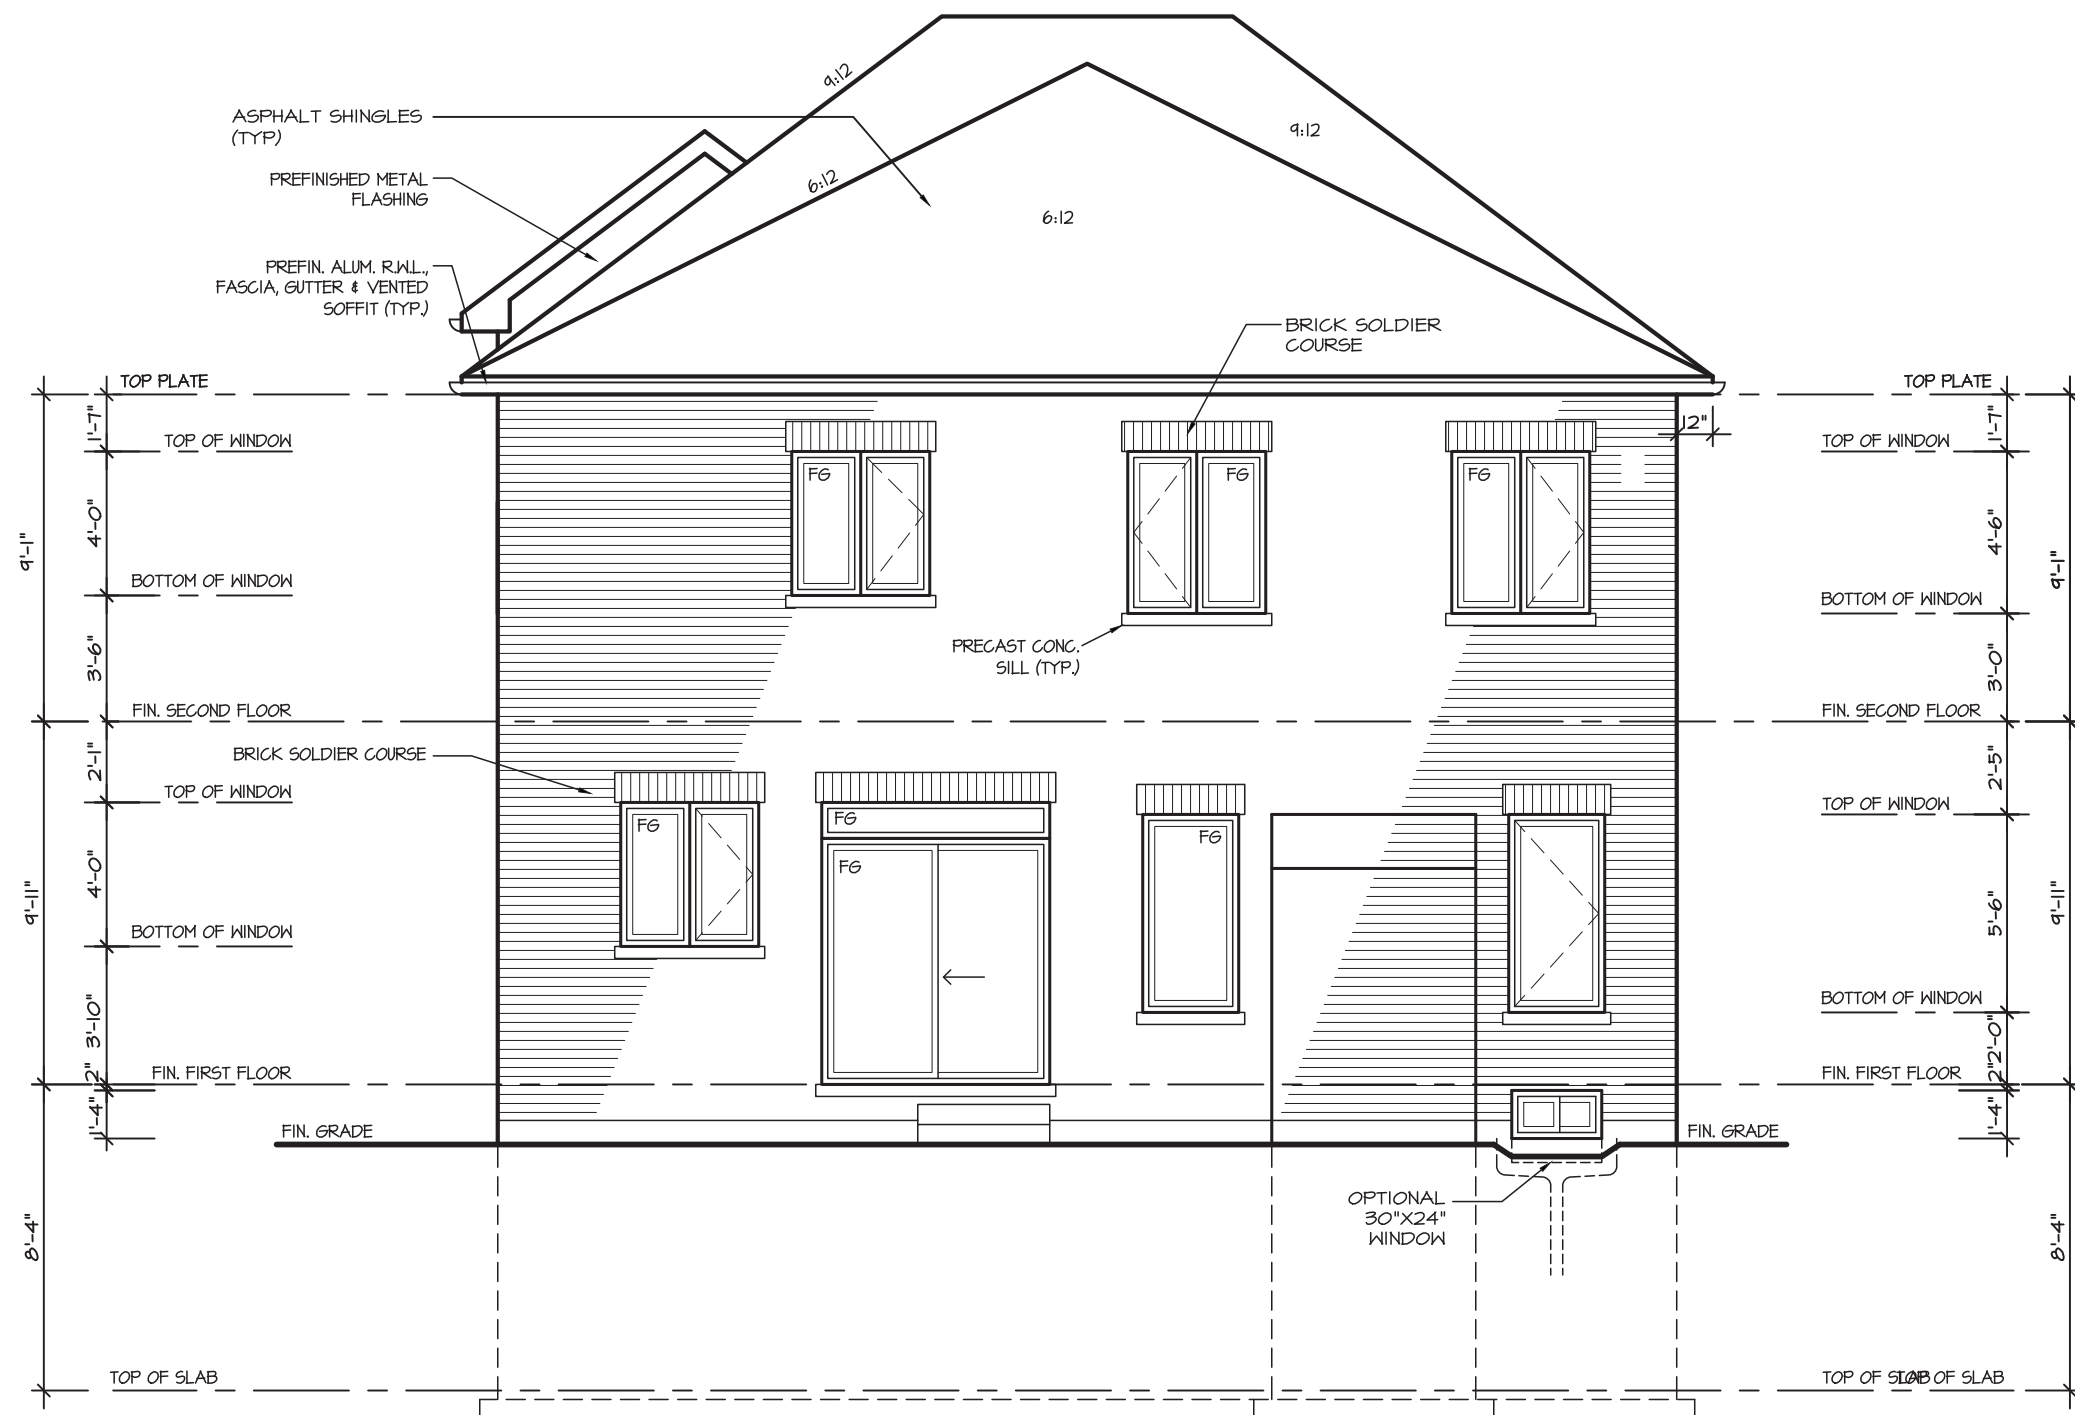 9:12
ASPHALT SHINGLES
(TYP)
9:12
PREFINISHED METAL
FLASHING
6:12
6:12
PREFIN. ALUM. R.W.L.,
FASCIA, GUTTER & VENTED
SOFFIT (TYP.)
BRICK SOLDIER
COURSE
TOP PLATE
TOP PLATE
1'-7"
12"
1'-7"
TOP OF WINDOW
TOP OF WINDOW
FG
FG
FG
4'-0"
4'-6"
9'-1"
9'-1"
BOTTOM OF WINDOW
BOTTOM OF WINDOW
PRECAST CONC.
SILL (TYP.)
3'-6"
3'-0"
FIN. SECOND FLOOR
FIN. SECOND FLOOR
BRICK SOLDIER COURSE
2'-1"
2'-5"
TOP OF WINDOW
TOP OF WINDOW
FG
FG
FG
FG
4'-0"
5'-6"
9'-11"
9'-11"
BOTTOM OF WINDOW
BOTTOM OF WINDOW
3'-10"
2'-0"
FIN. FIRST FLOOR
FIN. FIRST FLOOR
2"
2"
1'-4"
1'-4"
FIN. GRADE
FIN. GRADE
OPTIONAL
30"X24"
WINDOW
8'-4"
8'-4"
TOP OF SLAB
TOP OF SLAB
TOP OF SLAB